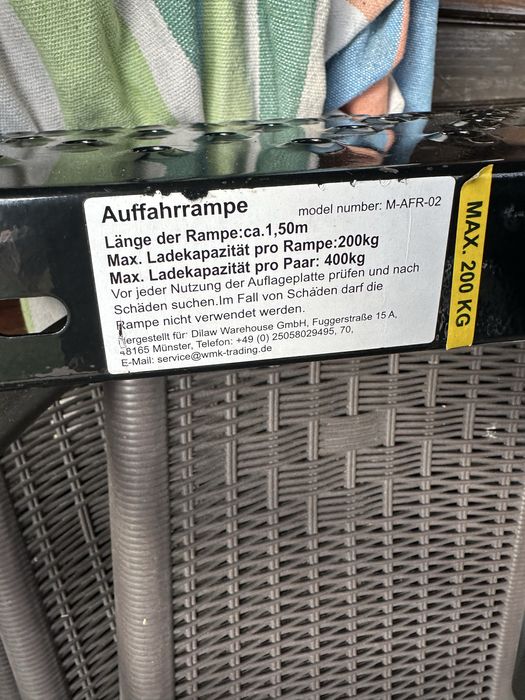 Auffahrrampe model number: M-AFR-02
Länge der Rampe:ca.1,50m
Max. Ladekapazität pro Rampe:200kg
Max. Ladekapazität pro Paar: 400kg
Vor jeder Nutzung der Auflageplatte prüfen und nach
Schäden suchen.Im Fall von Schäden darf die
Rampe nicht verwendet werden.
Hergestellt für: Dilaw Warehouse GmbH, Fuggerstraße 15 A,
48165 Münster, Telefon: +49 (0) 25058029495, 70,
E-Mail: service@wmk-trading.de
MAX. 200 KG